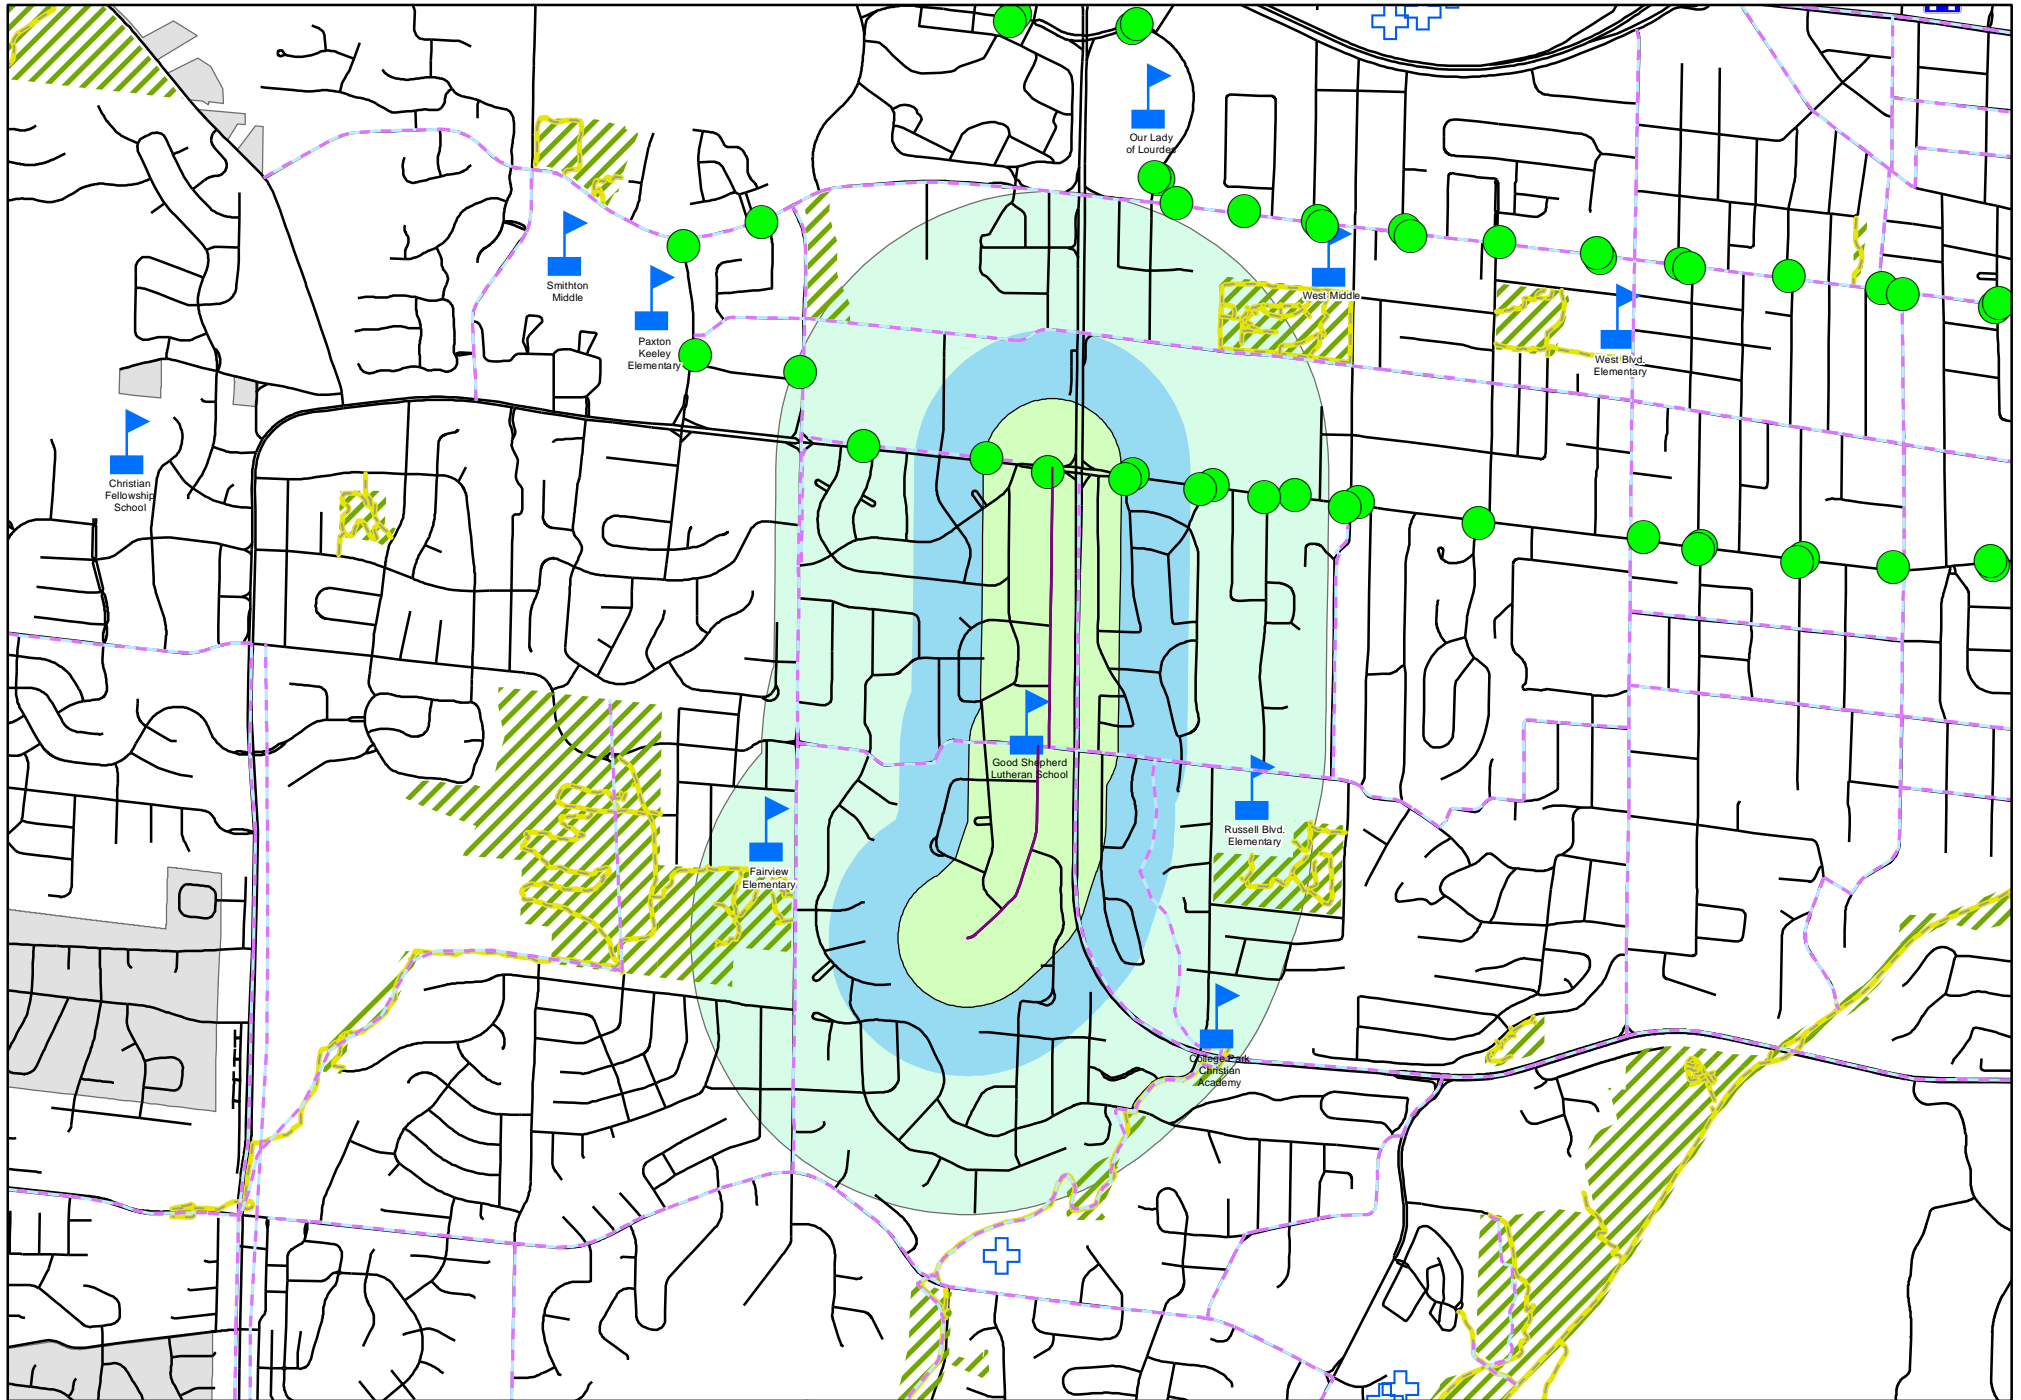 Our Lady
of Lourdes
Smithton
Middle
West Middle
Paxton
Keeley
Elementary
West Blvd.
Elementary
Christian
Fellowship
School
Good Shepherd
Lutheran School
Russell Blvd.
Elementary
Fairview
Elementary
College Park
Christian
Academy